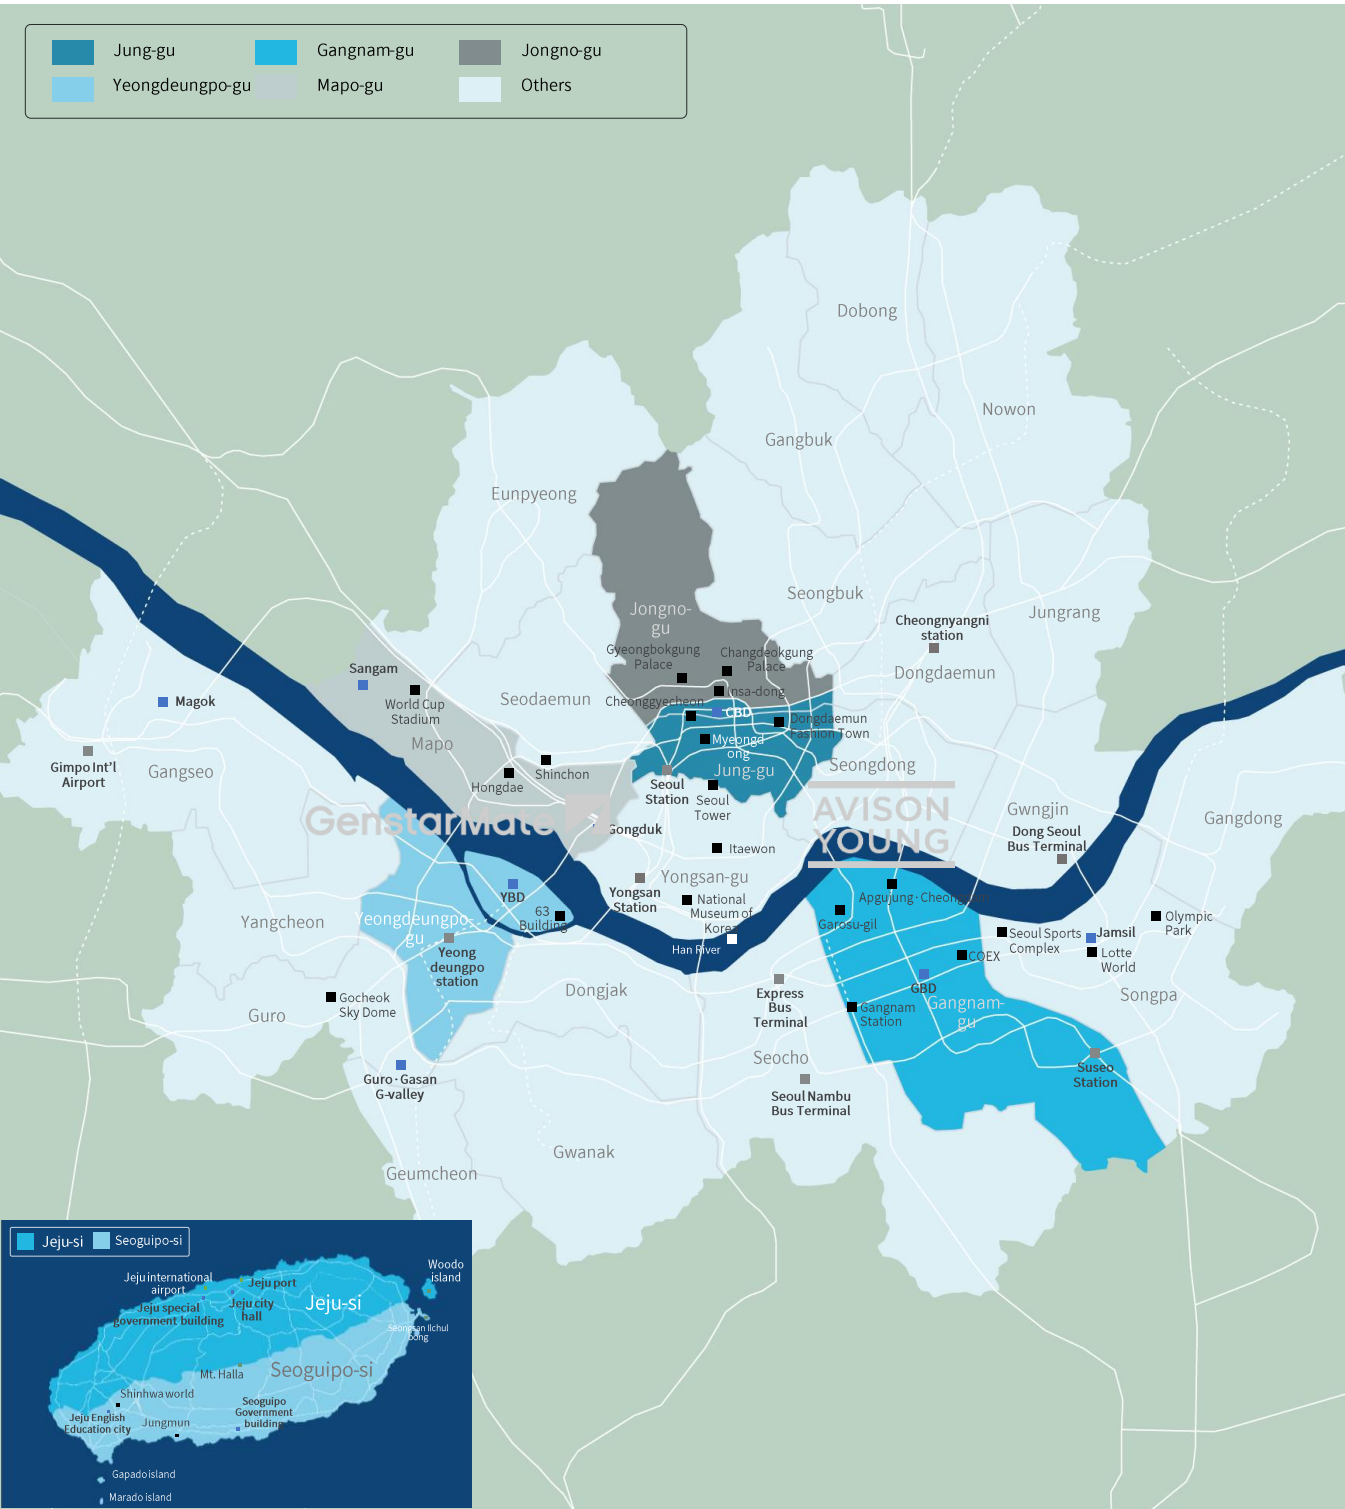 Jung-gu
Gangnam-gu
Jongno-gu
Yeongdeungpo-gu
Mapo-gu
Others
Dobong
Nowon
Gangbuk
Eunpyeong
Seongbuk
Jungrang
Jongno-
gu
Cheongnyangni
station
Gyeongbokgung
Palace
Changdeokgung
Palace
Dongdaemun
Sangam
Insa-dong
Magok
World Cup
Stadium
Seodaemun
Cheonggyecheon
CBD
Dongdaemun
Fashion Town
Mapo
Myeongd
ong
Gimpo Int'l
Airport
Gangseo
Shinchon
Hongdae
Jung-gu
Seongdong
Seoul
Station
Seoul
Tower
GenstarMate
AVISON
YOUNG
Gongduk
Gwngjin
Dong Seoul
Bus Terminal
Gangdong
Itaewon
Yongsan-gu
Yongsan
Station
National
Museum of
Korea
YBD
63
Building
Yangcheon
Yeongdeungpo-
gu
Yeong
deungpo
station
Han River
Garosu-gil
Olympic
Park
Seoul Sports
Complex
Jamsil
Lotte
World
COEX
GBD
Gangnam-
gu
Gangnam
Station
Songpa
Express
Bus
Terminal
Dongjak
Gocheok
Sky Dome
Guro
Guro·Gasan
G-valley
Seocho
Seoul Nambu
Bus Terminal
Suseo
Station
Gwanak
Geumcheon
Jeju-si
Seoguipo-si
Woodo
island
Jeju international
airport
Jeju port
Jeju special
government building
Jeju city
hall
Jeju-si
Seongsan Ilchul
bong
Mt. Halla
Seoguipo-si
Shinhwa world
Jeju English
Education city
Jungmun
Seoguipo
Government
building
Gapado island
Marado island